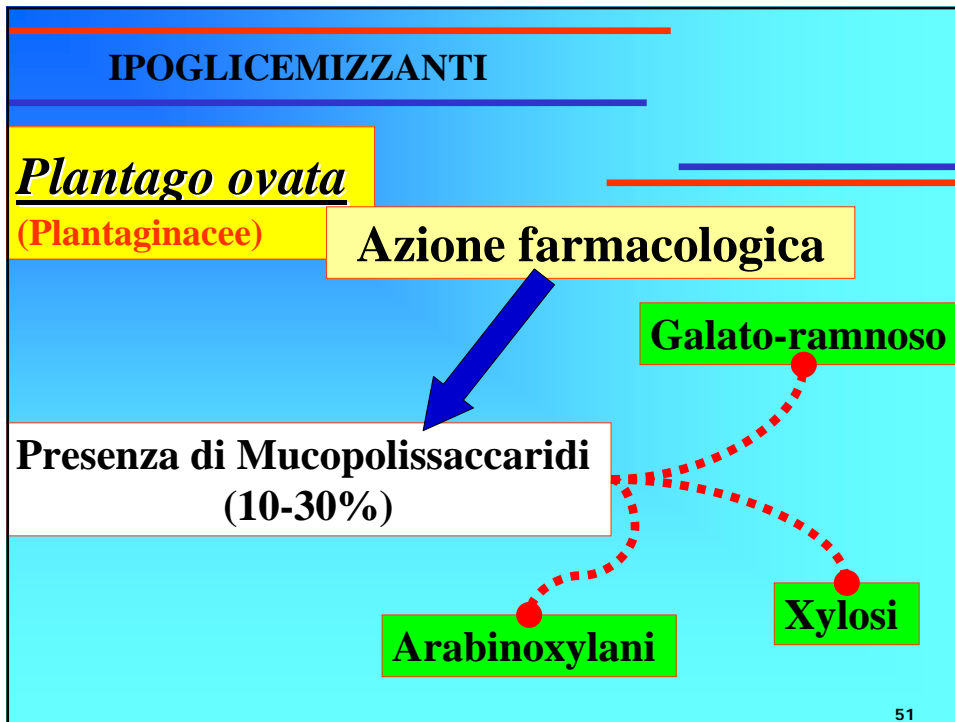 IPOGLICEMIZZANTI
Plantago ovata
(Plantaginacee)
Azione farmacologica
Galato-ramnoso
Presenza di Mucopolissaccaridi
(10-30%)
Xylosi
Arabinoxylani
51